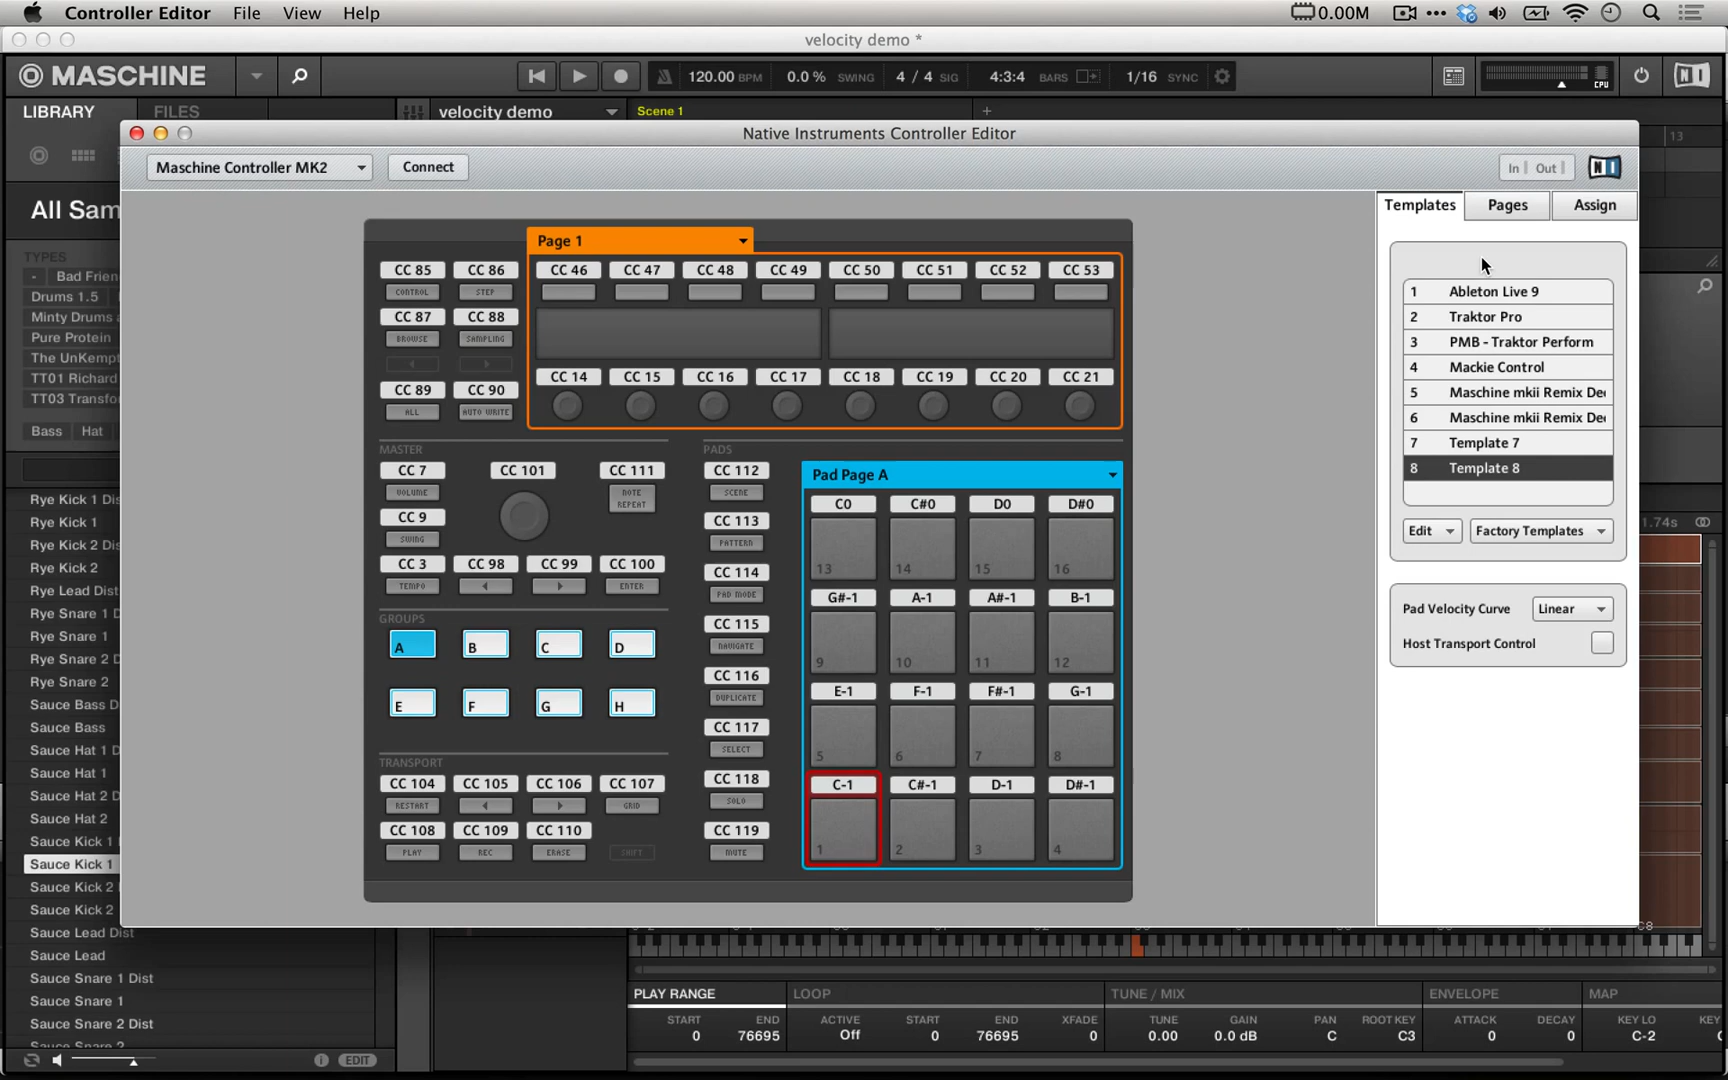 Controller Editor File View Help 0.00M
velocity demo *
MASCHINE 120.00 BPM 0.0 % SWING 4 / 4 SIG 4:3:4 BARS 1/16 SYNC CPU
LIBRARY FILES velocity demo Scene 1 +
Native Instruments Controller Editor 13
Maschine Controller MK2 Connect In Out
Templates Pages Assign
All Sam
TYPES
- Bad Frien
Drums 1.5
Minty Drums
Pure Protein
The UnKempt
TT01 Richard
TT03 Transfo
Bass Hat
Page 1
CC 85 CC 86 CC 46 CC 47 CC 48 CC 49 CC 50 CC 51 CC 52 CC 53
CONTROL STEP
CC 87 CC 88
BROWSE SAMPLING
CC 89 CC 90 CC 14 CC 15 CC 16 CC 17 CC 18 CC 19 CC 20 CC 21
ALL AUTO WRITE
MASTER PADS
CC 7 CC 101 CC 111 CC 112
VOLUME NOTE REPEAT SCENE
CC 9 CC 113
SWING PATTERN
CC 3 CC 98 CC 99 CC 100 CC 114
TEMPO ENTER PAD MODE
GROUPS CC 115
A B C D NAVIGATE
CC 116
E F G H DUPLICATE
CC 117
SELECT
TRANSPORT
CC 104 CC 105 CC 106 CC 107 CC 118
RESTART GRID SOLO
CC 108 CC 109 CC 110 CC 119
PLAY REC ERASE SHIFT MUTE
Pad Page A
C0 C#0 D0 D#0
13 14 15 16
G#-1 A-1 A#-1 B-1
9 10 11 12
E-1 F-1 F#-1 G-1
5 6 7 8
C-1 C#-1 D-1 D#-1
1 2 3 4
1 Ableton Live 9
2 Traktor Pro
3 PMB - Traktor Perform
4 Mackie Control
5 Maschine mkii Remix Dec
6 Maschine mkii Remix Dec
7 Template 7
8 Template 8
Edit Factory Templates
Pad Velocity Curve Linear
Host Transport Control
1.74s
Rye Kick 1 Dis
Rye Kick 1
Rye Kick 2 Dis
Rye Kick 2
Rye Lead Dist
Rye Snare 1 D
Rye Snare 1
Rye Snare 2 D
Rye Snare 2
Sauce Bass D
Sauce Bass
Sauce Hat 1 D
Sauce Hat 1
Sauce Hat 2 D
Sauce Hat 2
Sauce Kick 1
Sauce Kick 1
Sauce Kick 2
Sauce Kick 2
Sauce Lead Dist
Sauce Lead
Sauce Snare 1 Dist
Sauce Snare 1
Sauce Snare 2 Dist
EDIT
C8
PLAY RANGE LOOP TUNE / MIX ENVELOPE MAP
START END ACTIVE START END XFADE TUNE GAIN PAN ROOT KEY ATTACK DECAY KEY LO
0 76695 Off 0 76695 0 0.00 0.0 dB C C3 0 0 C-2